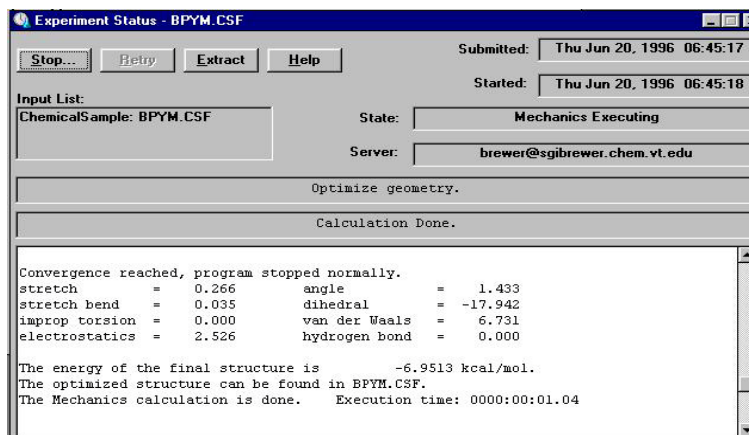 Experiment Status - BPYM.CSF
Stop... Retry Extract Help
Submitted: Thu Jun 20, 1996 06:45:17
Started: Thu Jun 20, 1996 06:45:18
Input List:
ChemicalSample: BPYM.CSF
State: Mechanics Executing
Server: brewer@sgibrewer.chem.vt.edu
Optimize geometry.
Calculation Done.
Convergence reached, program stopped normally.
stretch = 0.266 angle = 1.433
stretch bend = 0.035 dihedral = -17.942
improp torsion = 0.000 van der Waals = 6.731
electrostatics = 2.526 hydrogen bond = 0.000
The energy of the final structure is -6.9513 kcal/mol.
The optimized structure can be found in BPYM.CSF.
The Mechanics calculation is done. Execution time: 0000:00:01.04